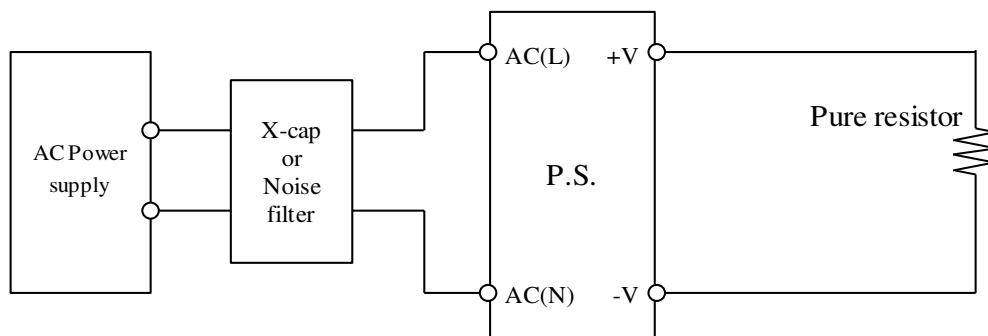 AC Power
supply
X-cap
or
Noise
filter
AC(L)
+V
P.S.
AC(N)
-V
Pure resistor